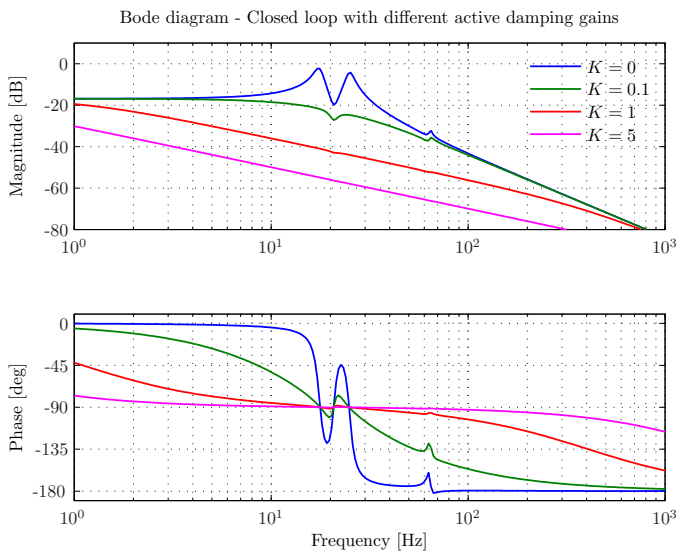 Bode diagram - Closed loop with different active damping gains
Magnitude [dB]
0
-20
-40
-60
-80
K = 0
K = 0.1
K = 1
K = 5
10^0
10^1
10^2
10^3
Phase [deg]
0
-45
-90
-135
-180
10^0
10^1
10^2
10^3
Frequency [Hz]